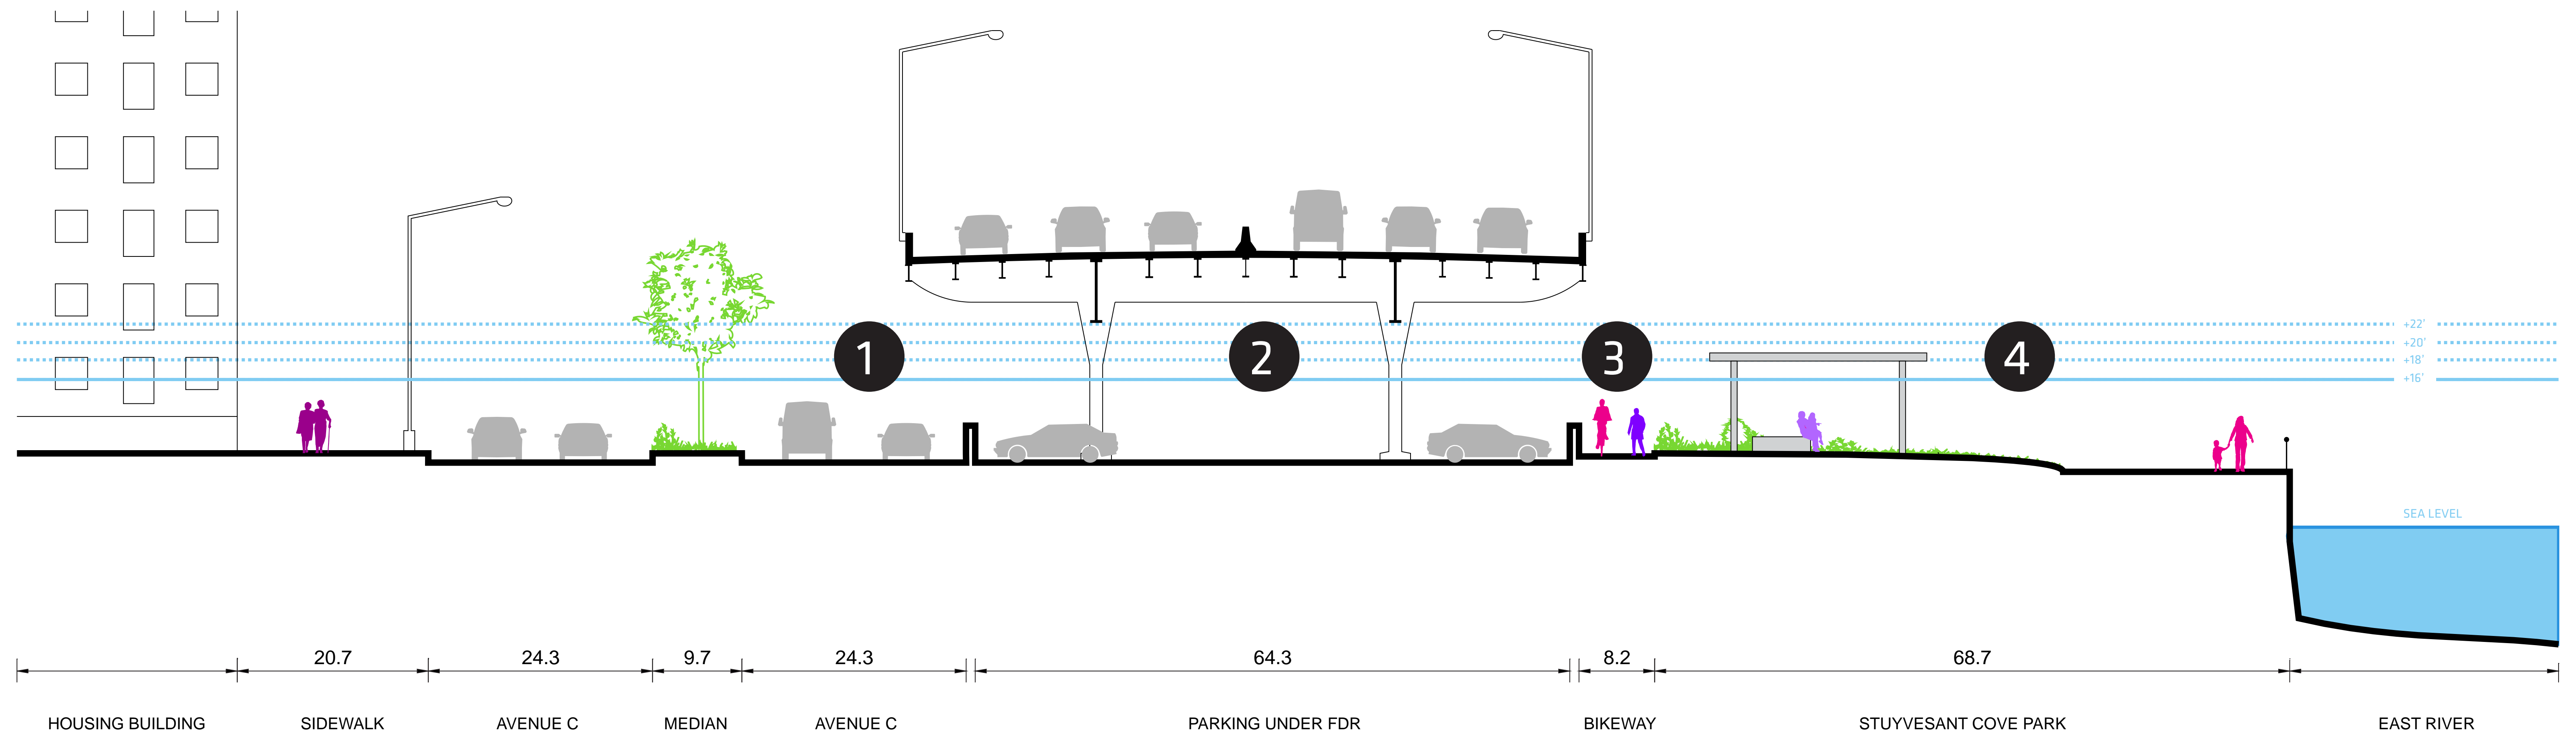 +22'
+20'
+18'
+16'
1
2
3
4
SEA LEVEL
20.7
24.3
9.7
24.3
64.3
8.2
68.7
HOUSING BUILDING
SIDEWALK
AVENUE C
MEDIAN
AVENUE C
PARKING UNDER FDR
BIKEWAY
STUYVESANT COVE PARK
EAST RIVER